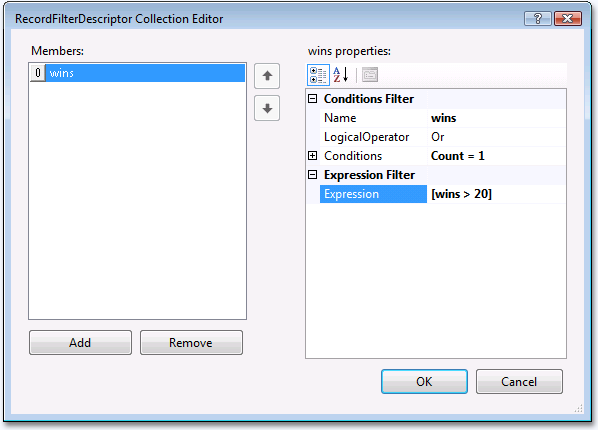 RecordFilterDescriptor Collection Editor
Members:
0 wins
Add Remove
wins properties:
Conditions Filter
Name wins
LogicalOperator Or
Conditions Count = 1
Expression Filter
Expression [wins > 20]
OK Cancel